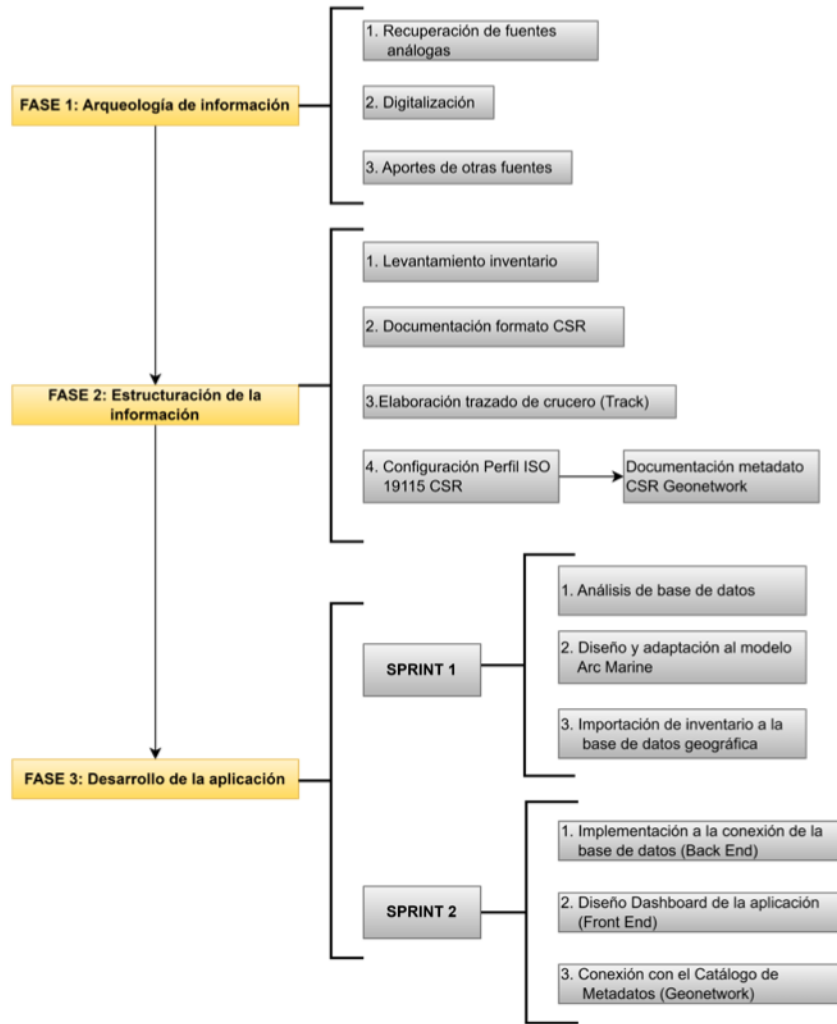 FASE 1: Arqueología de información
1. Recuperación de fuentes
análogas
2. Digitalización
3. Aportes de otras fuentes
FASE 2: Estructuración de la
información
1. Levantamiento inventario
2. Documentación formato CSR
3.Elaboración trazado de crucero (Track)
4. Configuración Perfil ISO
19115 CSR
Documentación metadato
CSR Geonetwork
FASE 3: Desarrollo de la aplicación
SPRINT 1
1. Análisis de base de datos
2. Diseño y adaptación al modelo
Arc Marine
3. Importación de inventario a la
base de datos geográfica
SPRINT 2
1. Implementación a la conexión de la
base de datos (Back End)
2. Diseño Dashboard de la aplicación
(Front End)
3. Conexión con el Catálogo de
Metadatos (Geonetwork)